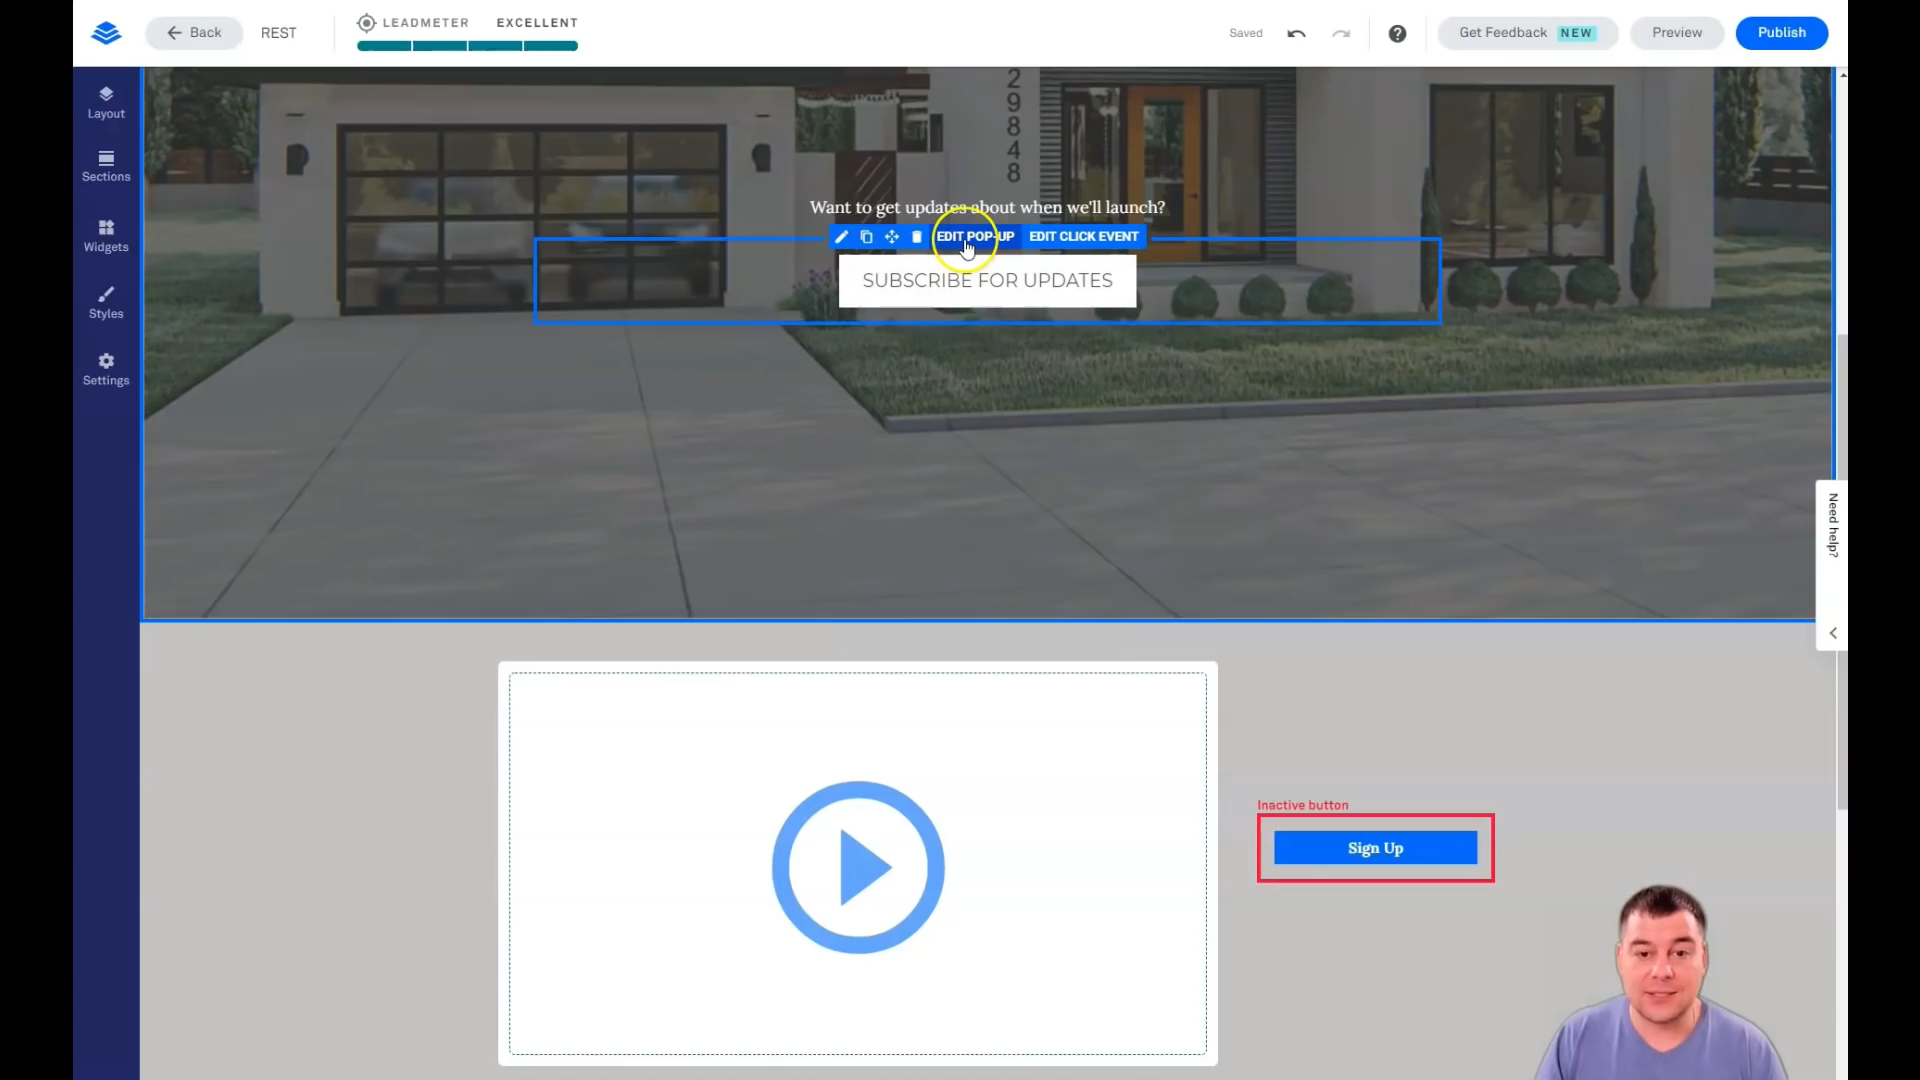 Back
REST
LEADMETER EXCELLENT
Saved
Get Feedback NEW
Preview
Publish
Layout
Sections
Widgets
Styles
Settings
2
9
8
4
8
Want to get updates about when we'll launch?
EDIT POP-UP
EDIT CLICK EVENT
SUBSCRIBE FOR UPDATES
Need help?
Inactive button
Sign Up